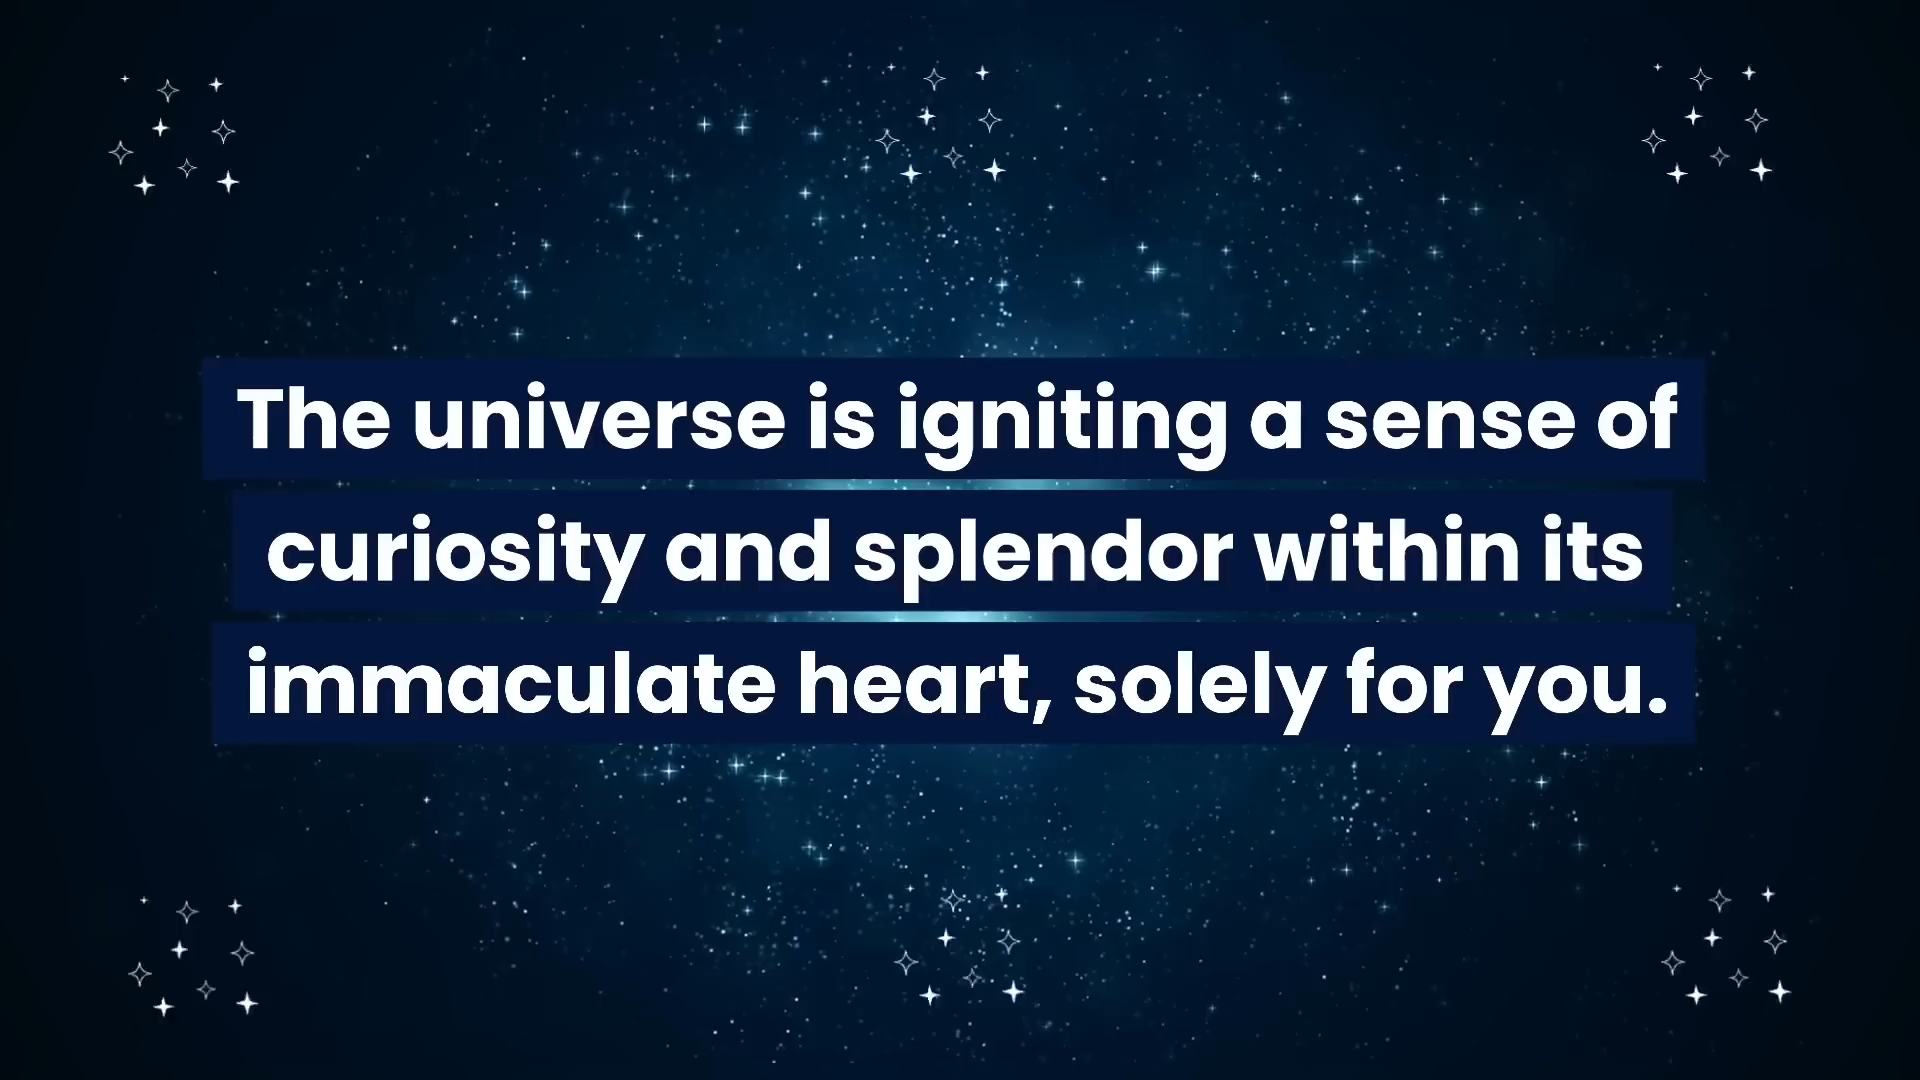 The universe is igniting a sense of
curiosity and splendor within its
immaculate heart, solely for you.